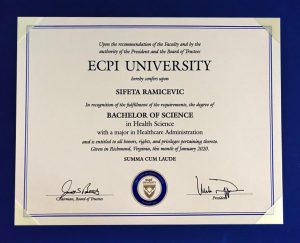 Upon the recommendation of the Faculty and by the
authority of the President and the Board of Trustees
ECPI UNIVERSITY
hereby confers upon
SIFETA RAMICEVIC
In recognition of the fulfillment of the requirements, the degree of
BACHELOR OF SCIENCE
in Health Science
with a major in Healthcare Administration
and is entitled to all honors, rights, and privileges pertaining thereto.
Given in Richmond, Virginia, this month of January 2020.
SUMMA CUM LAUDE
Chairman, Board of Trustees
President